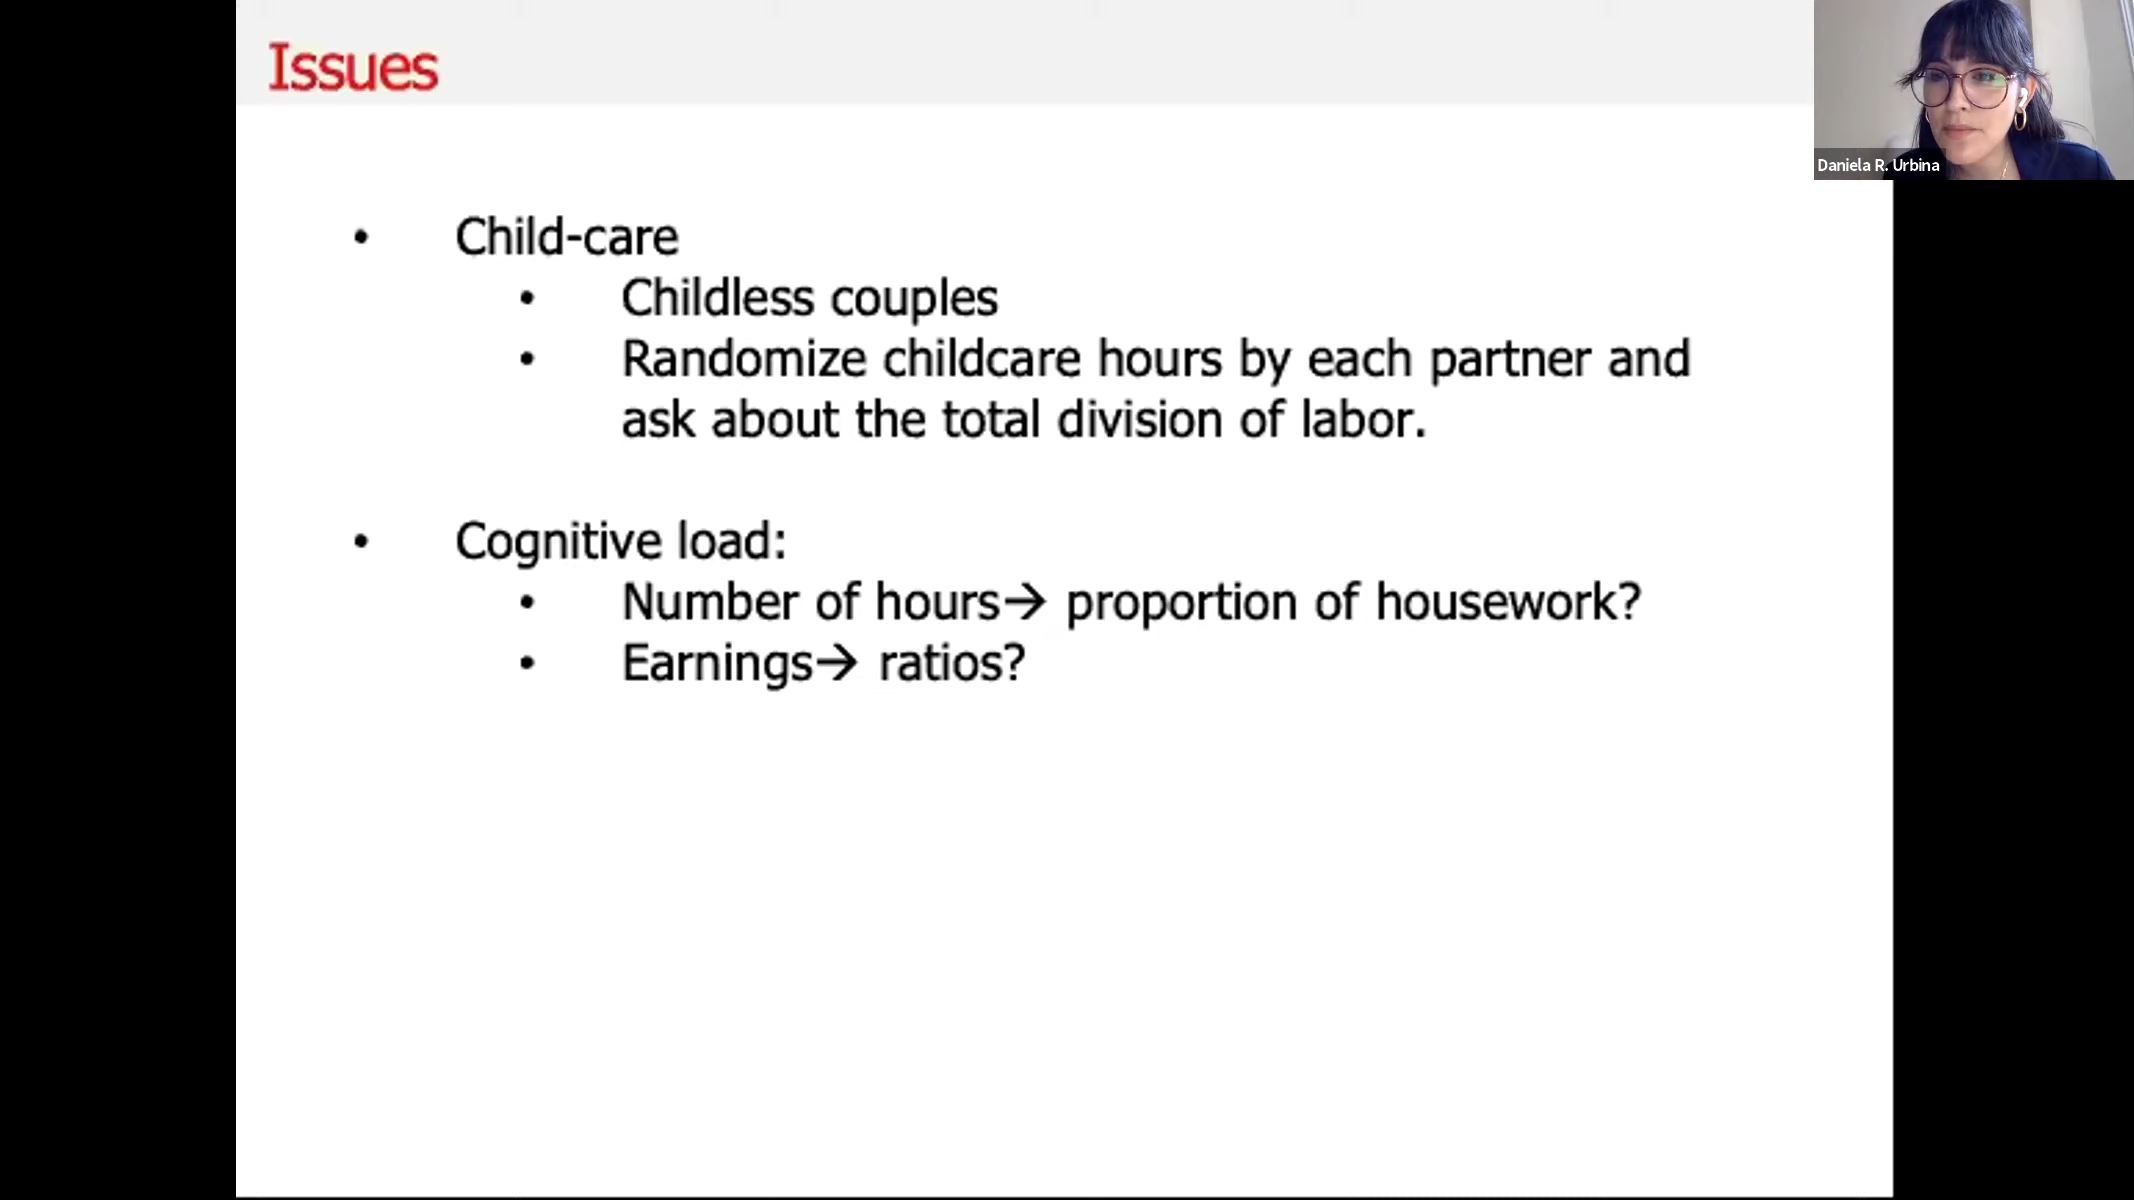 Issues
Daniela R. Urbina
• Child-care
• Childless couples
• Randomize childcare hours by each partner and
ask about the total division of labor.
• Cognitive load:
• Number of hours→ proportion of housework?
• Earnings→ ratios?